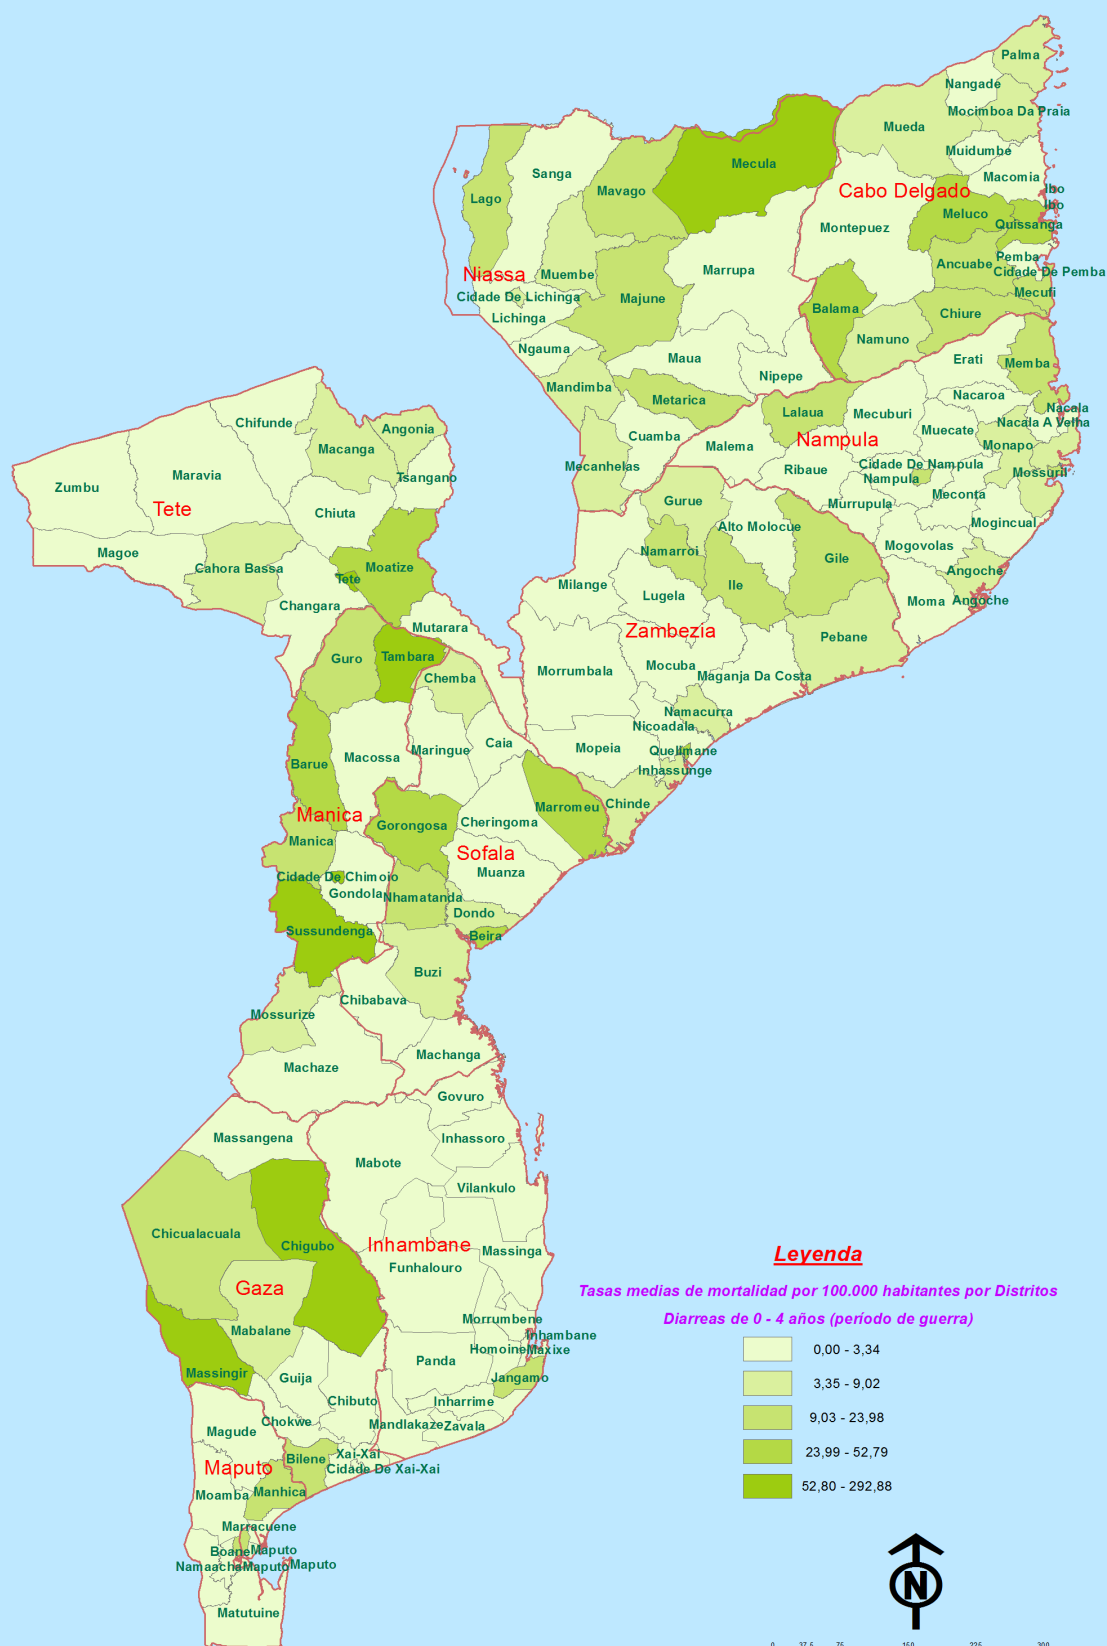 Palma
Nangade
Mocimboa Da Praia
Mueda
Muidumbe
Mecula
Sanga
Macomia
Mavago
Cabo Delgado
Ibo
Lago
Ibo
Meluco
Quissanga
Montepuez
Pemba
Ancuabe
Marrupa
Cidade De Pemba
Niassa
Muembe
Mecufi
Cidade De Lichinga
Majune
Balama
Chiure
Lichinga
Namuno
Ngauma
Maua
Erati
Memba
Nipepe
Mandimba
Nacaroa
Metarica
Nacala
Lalaua
Mecuburi
Nacala A Velha
Chifunde
Angonia
Muecate
Cuamba
Nampula
Malema
Monapo
Macanga
Mecanhelas
Cidade De Nampula
Ribaue
Mossuril
Maravia
Tsangano
Nampula
Zumbu
Meconta
Gurue
Murrupula
Tete
Chiuta
Alto Molocue
Mogincual
Mogovolas
Magoe
Namarroi
Gile
Cahora Bassa
Moatize
Angoche
Tete
Milange
Ile
Lugela
Moma
Angoche
Changara
Mutarara
Zambezia
Pebane
Guro
Tambara
Mocuba
Morrumbala
Maganja Da Costa
Chemba
Namacurra
Nicoadala
Caia
Maringue
Mopeia
Quelimane
Macossa
Barue
Inhassunge
Marromeu
Chinde
Manica
Cheringoma
Gorongosa
Manica
Sofala
Muanza
Cidade De Chimoio
Gondola
Nhamatanda
Dondo
Sussundenga
Beira
Buzi
Chibabava
Mossurize
Machanga
Machaze
Govuro
Massangena
Inhassoro
Mabote
Vilankulo
Chicualacuala
Chigubo
Inhambane
Massinga
Funhalouro
Leyenda
Gaza
Tasas medias de mortalidad por 100.000 habitantes por Distritos
Diarreas de 0 - 4 años (período de guerra)
Morrumbene
Mabalane
Inhambane
Homoine
Maxixe
0,00 - 3,34
Panda
Massingir
Guija
Jangamo
3,35 - 9,02
Chibuto
Inharrime
Chokwe
Mandlakaze
Zavala
9,03 - 23,98
Magude
Xai-Xai
Bilene
23,99 - 52,79
Maputo
Cidade De Xai-Xai
Moamba
Manhica
52,80 - 292,88
Marracuene
Boane
Maputo
Namaacha
Maputo
Maputo
N
Matutuine
0 37,5 75 150 225 300